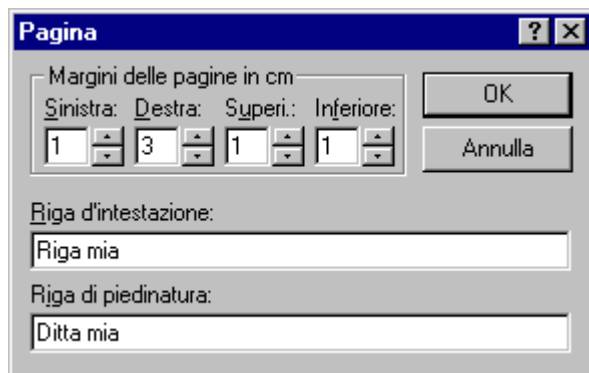 Pagina
Margini delle pagine in cm
Sinistra: Destra: Superi.: Inferiore:
1 3 1 1
OK
Annulla
Riga d'intestazione:
Riga mia
Riga di piedinatura:
Ditta mia